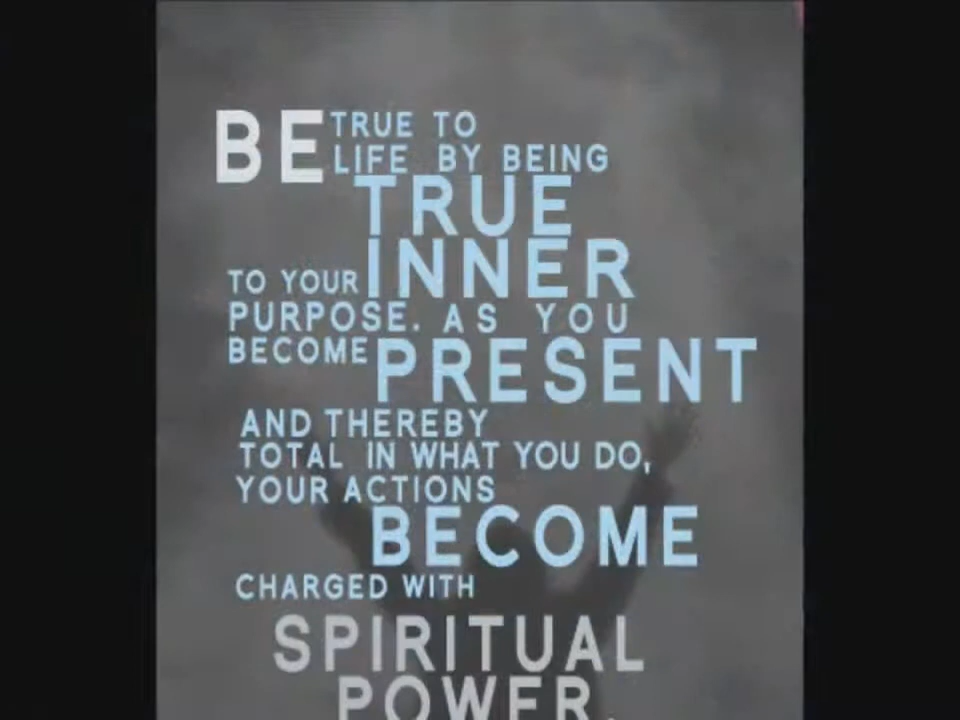 BE TRUE TO
LIFE BY BEING
TRUE
TO YOUR INNER
PURPOSE. AS YOU
BECOME PRESENT
AND THEREBY
TOTAL IN WHAT YOU DO,
YOUR ACTIONS
BECOME
CHARGED WITH
SPIRITUAL
POWER.